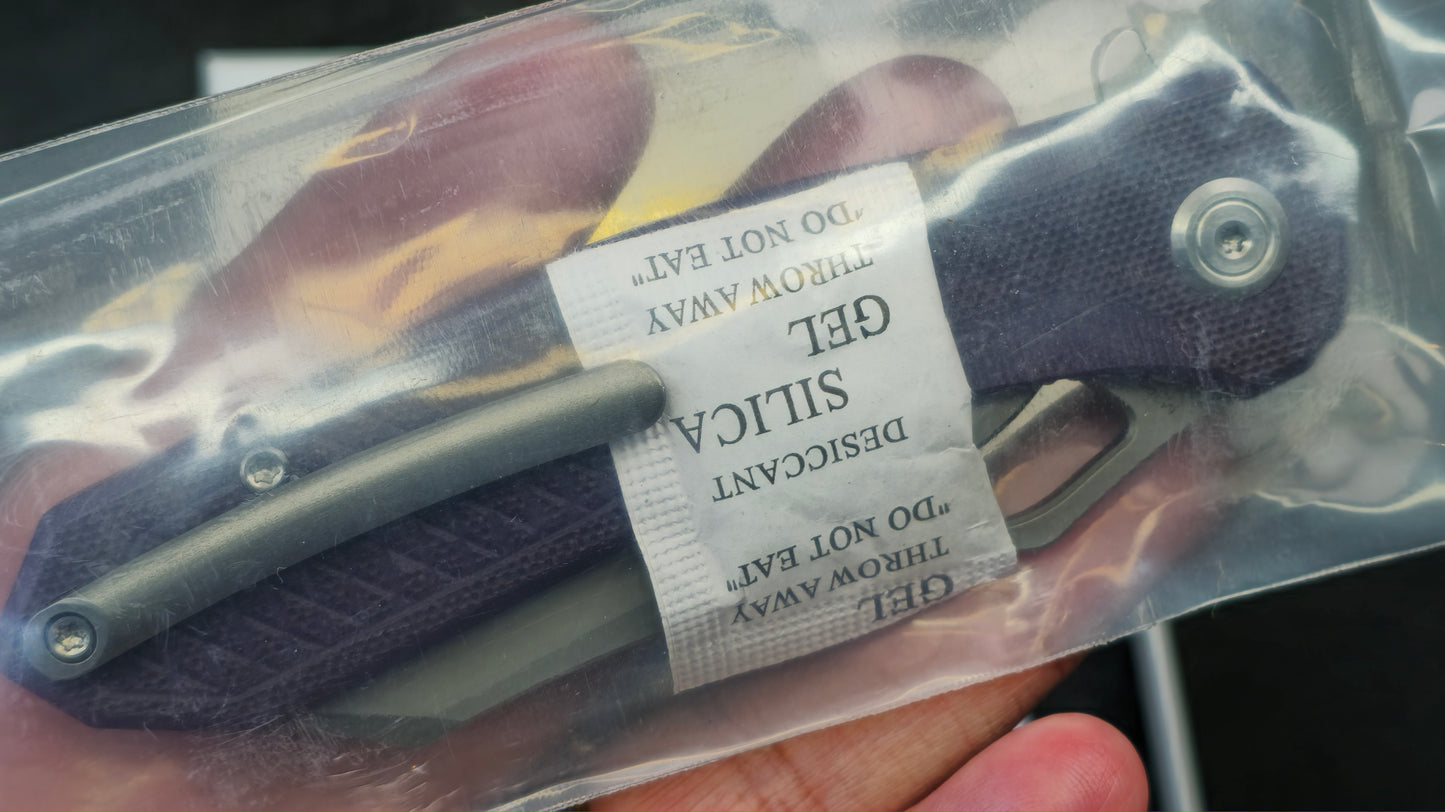 GEL
THROW AWAY
"DO NOT EAT"
DESICCANT
SILICA
GEL
THROW AWAY
"DO NOT EAT"